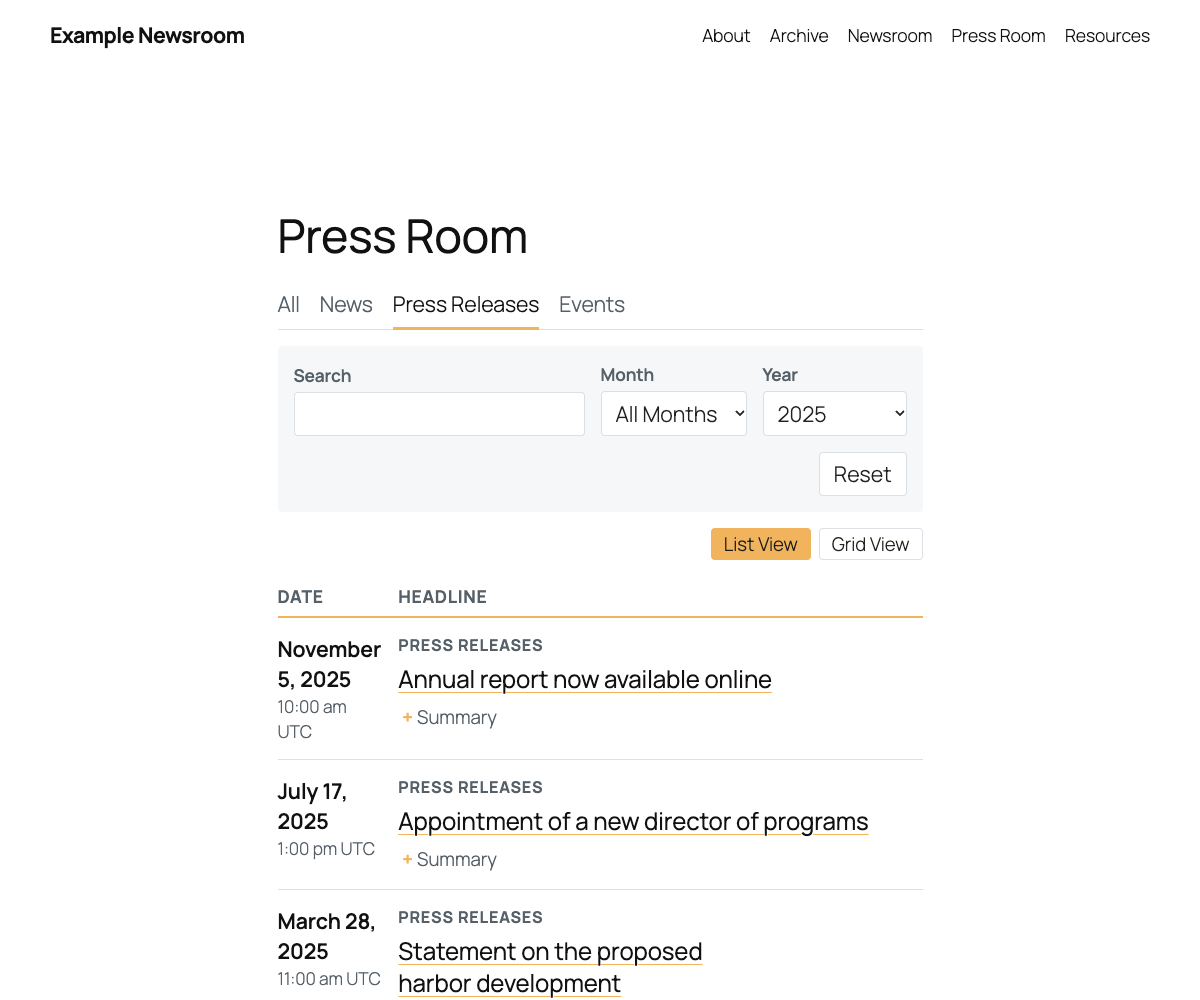 Example Newsroom
About Archive Newsroom Press Room Resources
Press Room
All News Press Releases Events
Search Month Year
All Months 2025
Reset
List View Grid View
DATE HEADLINE
November
5, 2025
10:00 am
UTC
PRESS RELEASES
Annual report now available online
+ Summary
July 17,
2025
1:00 pm UTC
PRESS RELEASES
Appointment of a new director of programs
+ Summary
March 28,
2025
11:00 am UTC
PRESS RELEASES
Statement on the proposed
harbor development